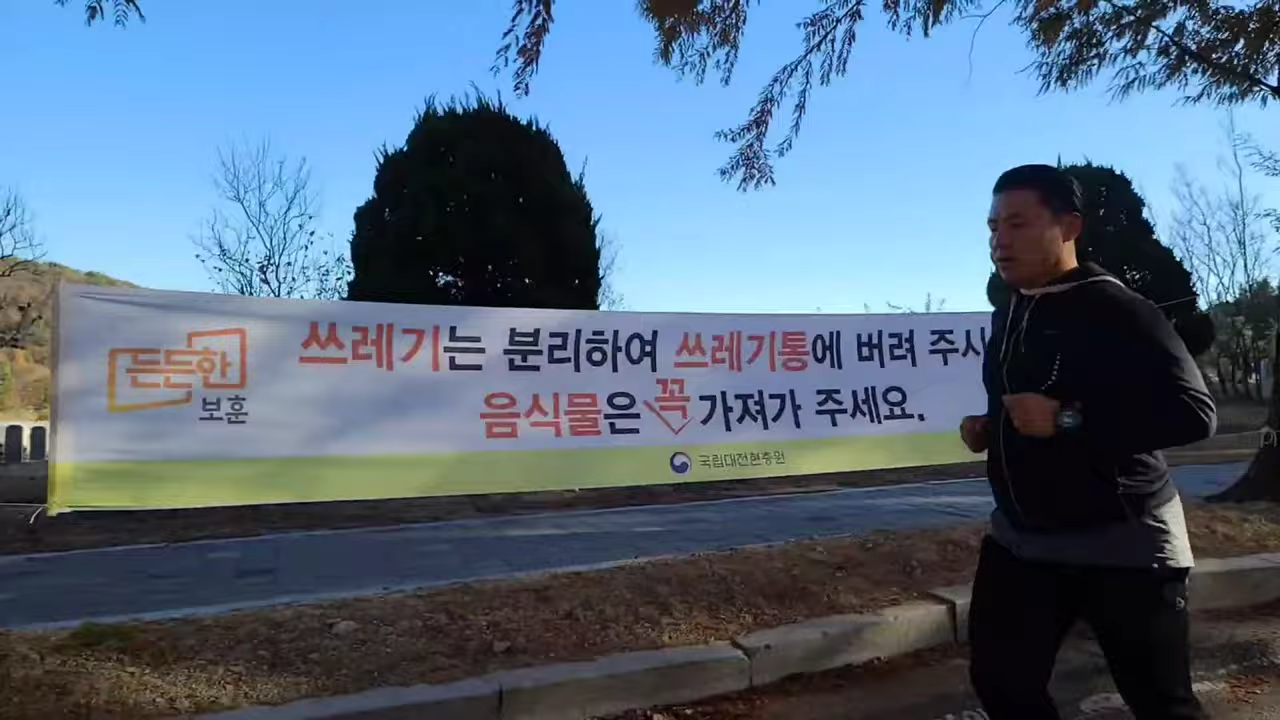 든든한
보훈
쓰레기는 분리하여 쓰레기통에 버려 주시
음식물은 꼭 가져가 주세요.
국립대전현충원